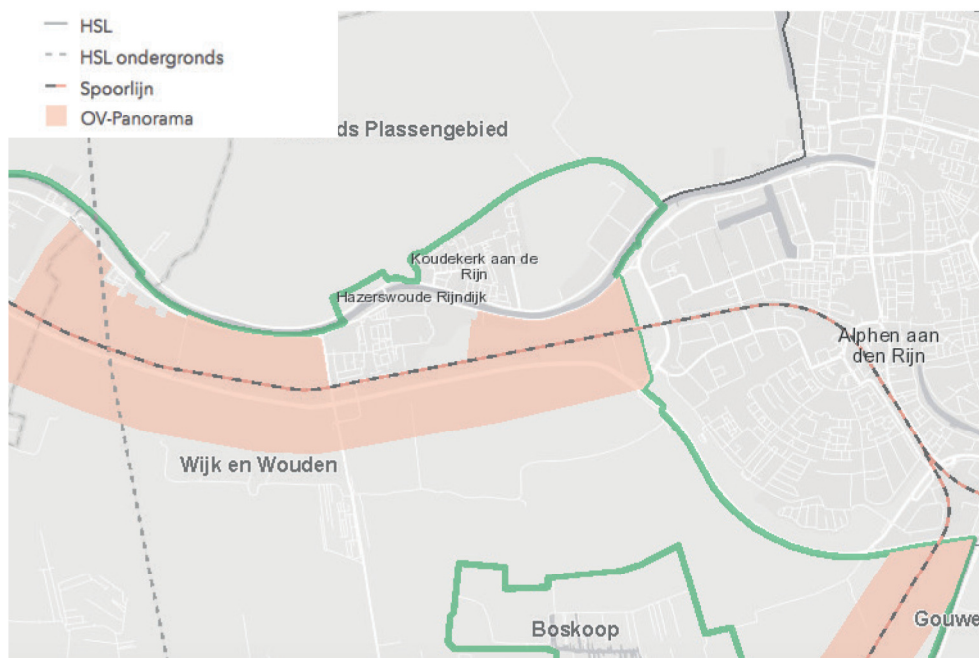 HSL
HSL ondergronds
Spoorlijn
OV-Panorama
ds Plassengebied
Koudekerk aan de
Rijn
Hazerswoude Rijndijk
Alphen aan
den Rijn
Wijk en Wouden
Boskoop
Gouwe